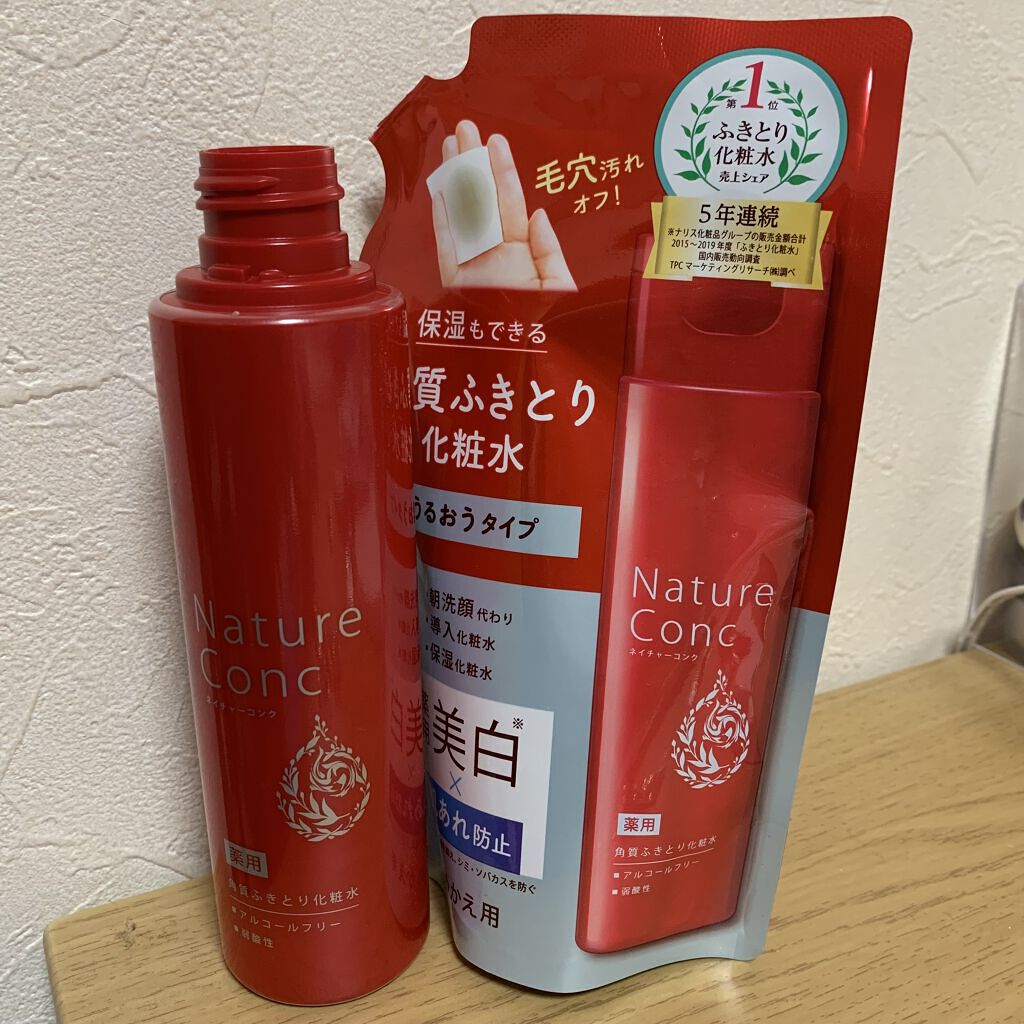 Nature
Conc
ネイチャーコンク
薬用
角質ふきとり化粧水
■アルコールフリー
■弱酸性
第1位
ふきとり
化粧水
売上シェア
5年連続
※ナリス化粧品グループの販売金額合計
2015〜2019年度「ふきとり化粧水」
国内販売動向調査
TPCマーケティングリサーチ㈱調べ
毛穴汚れ
オフ!
保湿もできる
質ふきとり
化粧水
うるおうタイプ
・朝洗顔代わり
・導入化粧水
・保湿化粧水
美白※
×
あれ防止
シミ・ソバカスを防ぐ
かえ用
Nature
Conc
ネイチャーコンク
薬用
角質ふきとり化粧水
■アルコールフリー
■弱酸性